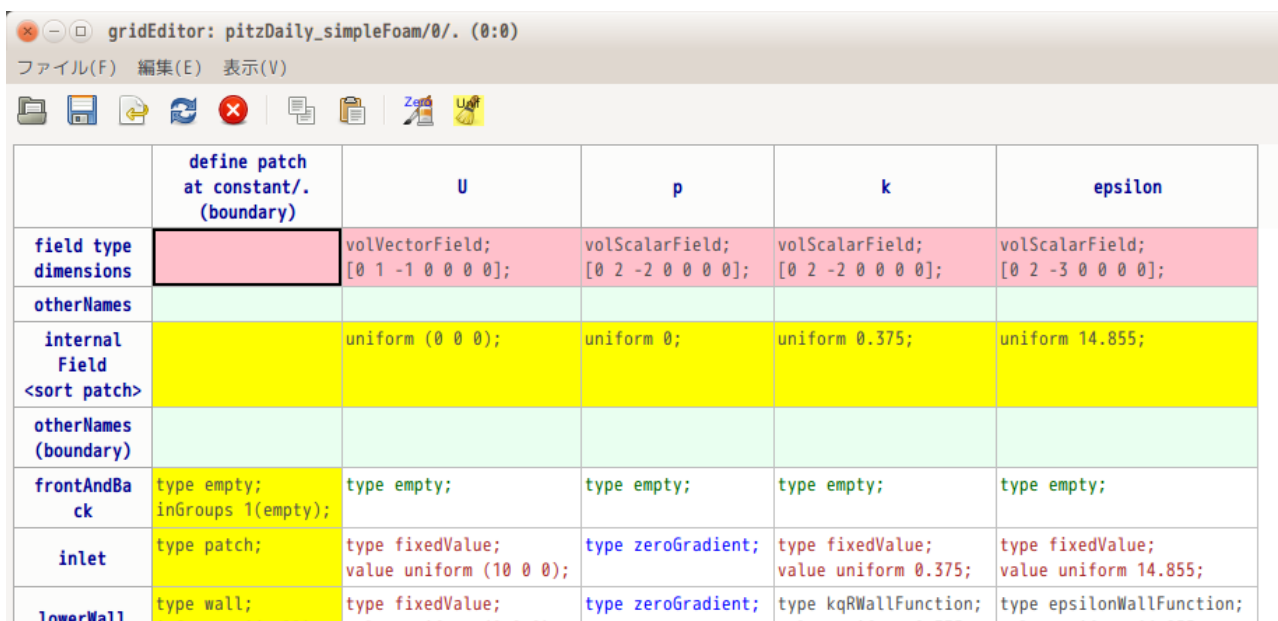 gridEditor: pitzDaily_simpleFoam/0/. (0:0)
ファイル(F) 編集(E) 表示(V)
Zero Unif
define patch
at constant/.
(boundary)
U p k epsilon
field type
dimensions
volVectorField;
[0 1 -1 0 0 0 0];
volScalarField;
[0 2 -2 0 0 0 0];
volScalarField;
[0 2 -2 0 0 0 0];
volScalarField;
[0 2 -3 0 0 0 0];
otherNames
internal
Field
<sort patch>
uniform (0 0 0);
uniform 0;
uniform 0.375;
uniform 14.855;
otherNames
(boundary)
frontAndBa
ck
type empty;
inGroups 1(empty);
type empty;
type empty;
type empty;
type empty;
inlet
type patch;
type fixedValue;
value uniform (10 0 0);
type zeroGradient;
type fixedValue;
value uniform 0.375;
type fixedValue;
value uniform 14.855;
lowerWall
type wall;
type fixedValue;
type zeroGradient;
type kqRWallFunction;
type epsilonWallFunction;